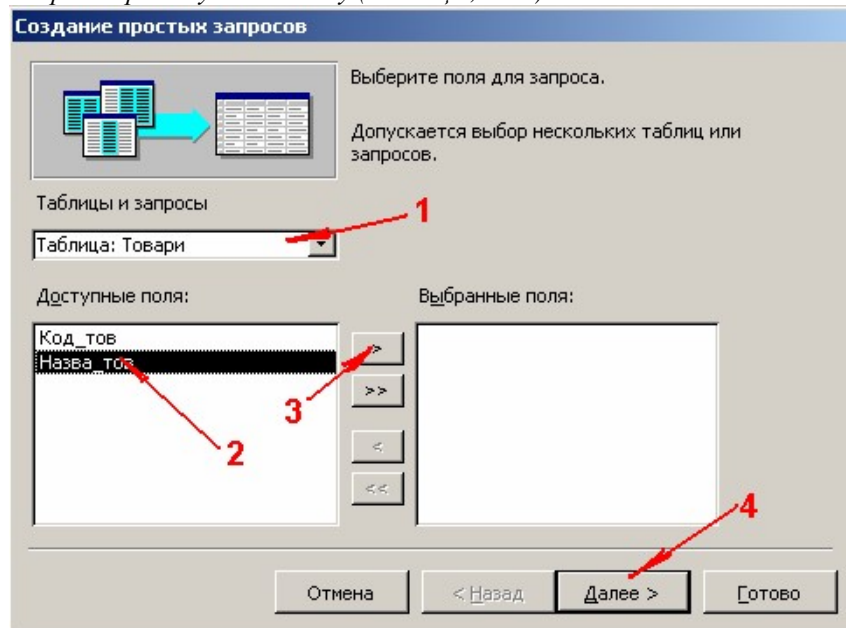 Создание простых запросов
Выберите поля для запроса.
Допускается выбор нескольких таблиц или
запросов.
Таблицы и запросы
1
Таблица: Товари
Доступные поля:
Выбранные поля:
Код_тов
Назва_тов
>
>>
<
<<
2
3
4
Отмена
< Назад
Далее >
Готово